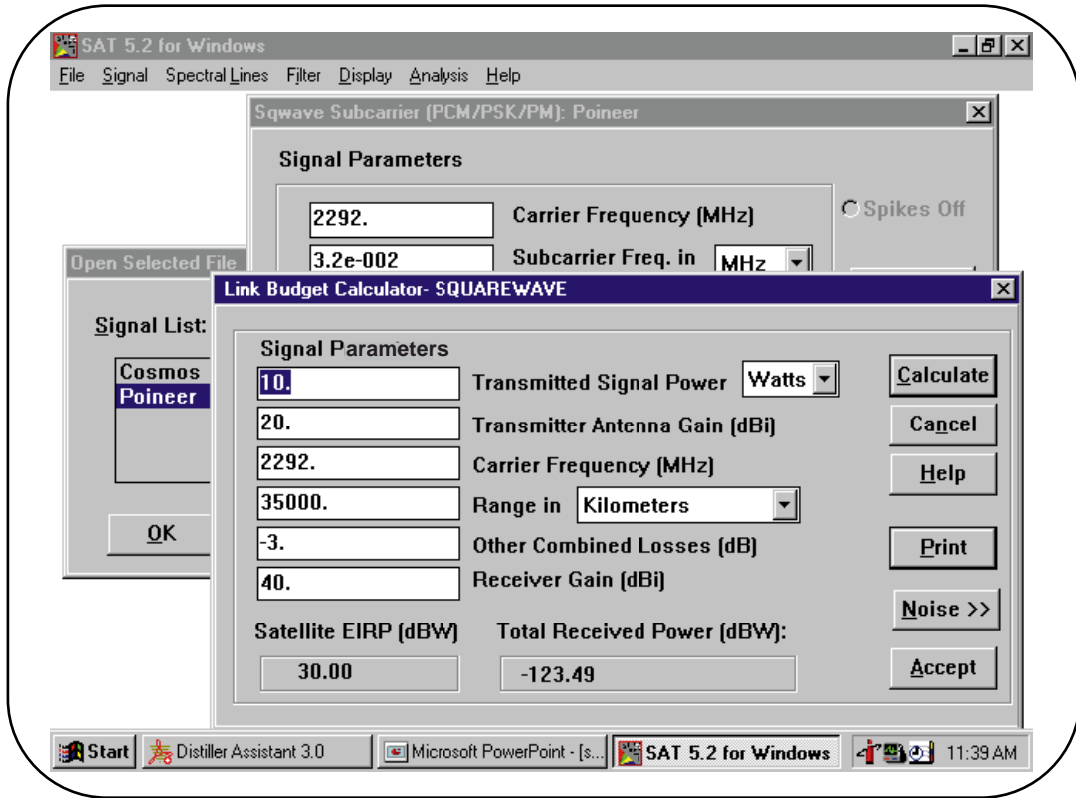 SAT 5.2 for Windows
File Signal Spectral Lines Filter Display Analysis Help
Sqwave Subcarrier (PCM/PSK/PM): Poineer
Signal Parameters
2292. Carrier Frequency (MHz)
Spikes Off
3.2e-002 Subcarrier Freq. in MHz
Open Selected File
Signal List:
Cosmos
Poineer
OK
Link Budget Calculator- SQUAREWAVE
Signal Parameters
10. Transmitted Signal Power Watts
20. Transmitter Antenna Gain (dBi)
2292. Carrier Frequency (MHz)
35000. Range in Kilometers
-3. Other Combined Losses (dB)
40. Receiver Gain (dBi)
Satellite EIRP (dBW) Total Received Power (dBW):
30.00 -123.49
Calculate
Cancel
Help
Print
Noise >>
Accept
Start Distiller Assistant 3.0 Microsoft PowerPoint - [s... SAT 5.2 for Windows 11:39 AM